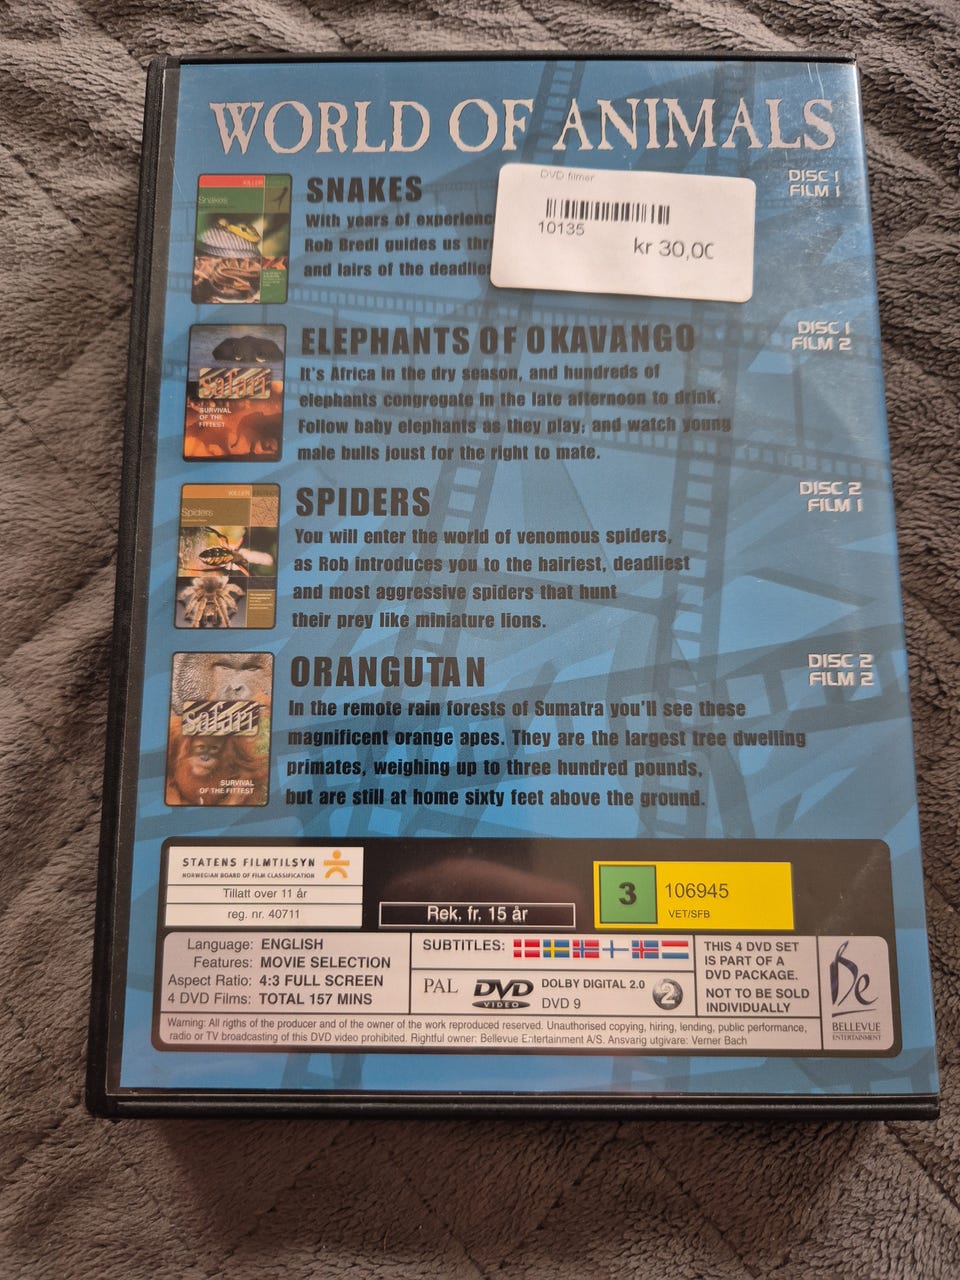 WORLD OF ANIMALS
DISC 1
FILM 1
DVD filmer
10135
kr 30,00
KILLER
Snakes
SNAKES
With years of
Rob Bredl guides us
and lairs of the
DISC 1
FILM 2
safari
SURVIVAL
OF THE
FITTEST
ELEPHANTS OF OKAVANGO
It's Africa in the dry season, and hundreds of
elephants congregate in the late afternoon to drink.
Follow baby elephants as they play; and watch young
male bulls joust for the right to mate.
DISC 2
FILM 1
KILLER
Spiders
SPIDERS
You will enter the world of venomous spiders,
as Rob introduces you to the hairiest, deadliest
and most aggressive spiders that hunt
their prey like miniature lions.
DISC 2
FILM 2
safari
SURVIVAL
OF THE FITTEST
ORANGUTAN
In the remote rain forests of Sumatra you'll see these
magnificent orange apes. They are the largest tree dwelling
primates, weighing up to three hundred pounds,
but are still at home sixty feet above the ground.
STATENS FILMTILSYN
NORWEGIAN BOARD OF FILM CLASSIFICATION
Tillatt over 11 år
reg. nr. 40711
Rek. fr. 15 år
3
106945
VET/SFB
Language: ENGLISH
Features: MOVIE SELECTION
Aspect Ratio: 4:3 FULL SCREEN
4 DVD Films: TOTAL 157 MINS
SUBTITLES:
PAL
DVD
VIDEO
DOLBY DIGITAL 2.0
DVD 9
2
THIS 4 DVD SET
IS PART OF A
DVD PACKAGE.
NOT TO BE SOLD
INDIVIDUALLY
Be
BELLEVUE
ENTERTAINMENT
Warning: All rigths of the producer and of the owner of the work reproduced reserved. Unauthorised copying, hiring, lending, public performance,
radio or TV broadcasting of this DVD video prohibited. Rightful owner: Bellevue Entertainment A/S. Ansvarig utgivare: Verner Bach